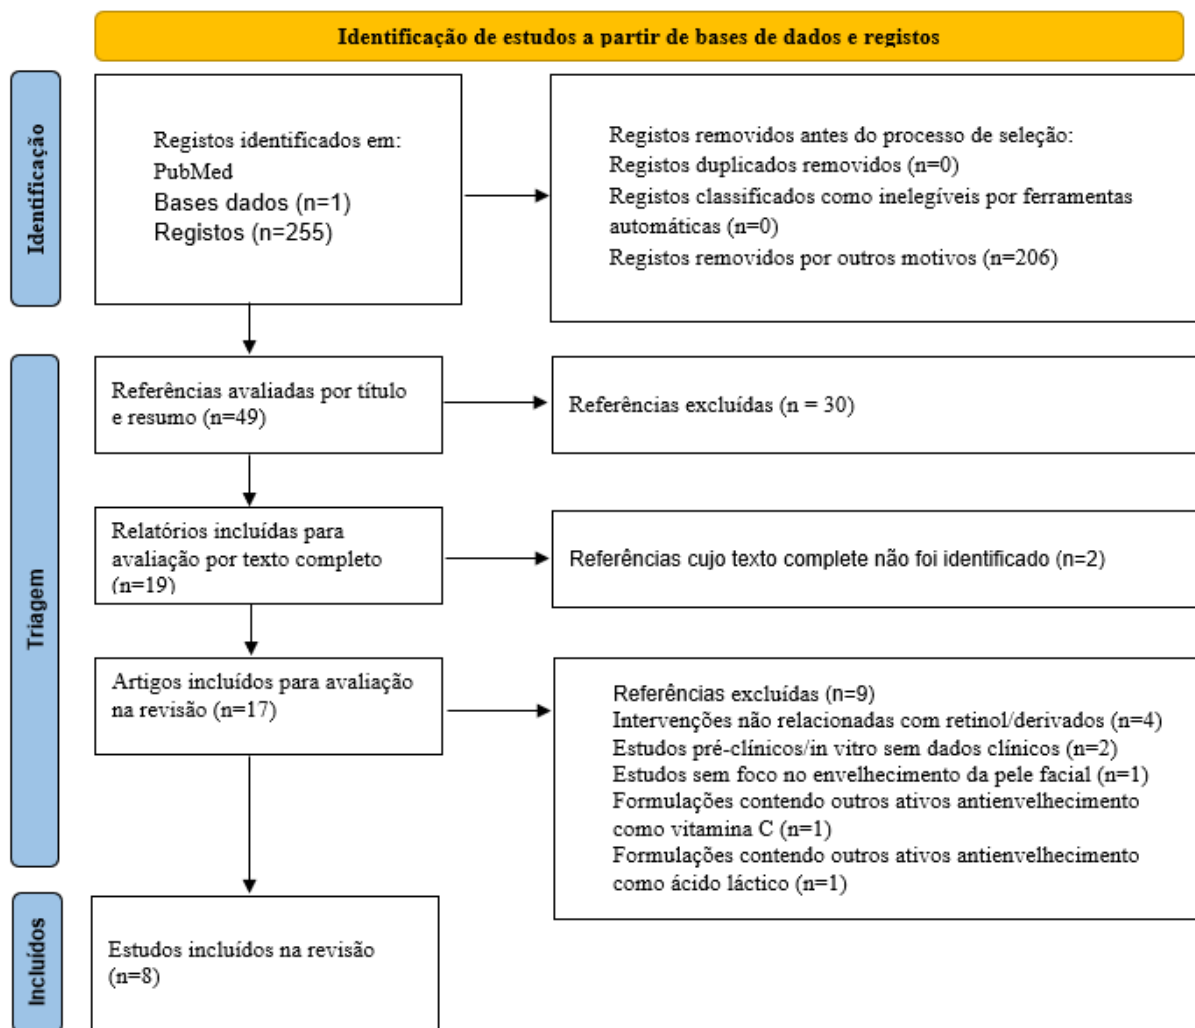 Identificação de estudos a partir de bases de dados e registos
Identificação
Registos identificados em:
PubMed
Bases dados (n=1)
Registos (n=255)
Registos removidos antes do processo de seleção:
Registos duplicados removidos (n=0)
Registos classificados como inelegíveis por ferramentas
automáticas (n=0)
Registos removidos por outros motivos (n=206)
Triagem
Referências avaliadas por título
e resumo (n=49)
Referências excluídas (n = 30)
Relatórios incluídas para
avaliação por texto completo
(n=19)
Referências cujo texto complete não foi identificado (n=2)
Artigos incluídos para avaliação
na revisão (n=17)
Referências excluídas (n=9)
Intervenções não relacionadas com retinol/derivados (n=4)
Estudos pré-clínicos/in vitro sem dados clínicos (n=2)
Estudos sem foco no envelhecimento da pele facial (n=1)
Formulações contendo outros ativos antienvelhecimento
como vitamina C (n=1)
Formulações contendo outros ativos antienvelhecimento
como ácido láctico (n=1)
Incluídos
Estudos incluídos na revisão
(n=8)